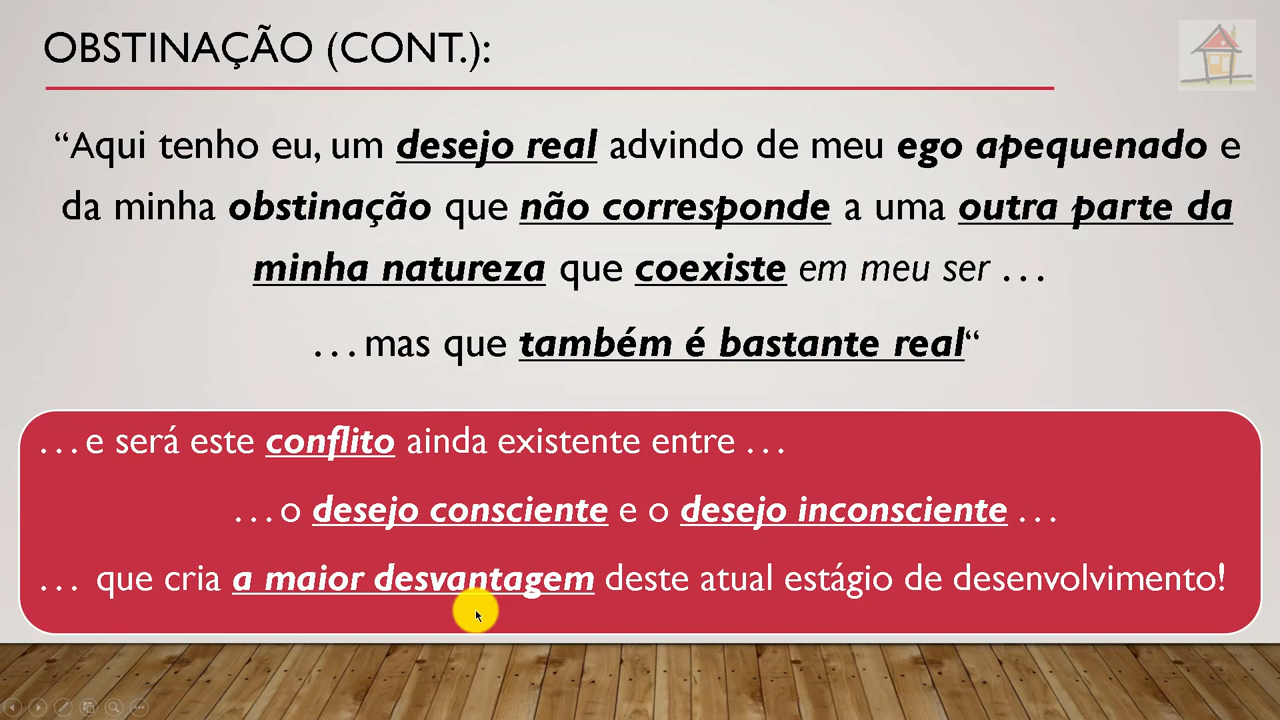 OBSTINAÇÃO (CONT.):
“Aqui tenho eu, um desejo real advindo de meu ego apequenado e
da minha obstinação que não corresponde a uma outra parte da
minha natureza que coexiste em meu ser …
…mas que também é bastante real“
…e será este conflito ainda existente entre …
…o desejo consciente e o desejo inconsciente …
… que cria a maior desvantagem deste atual estágio de desenvolvimento!